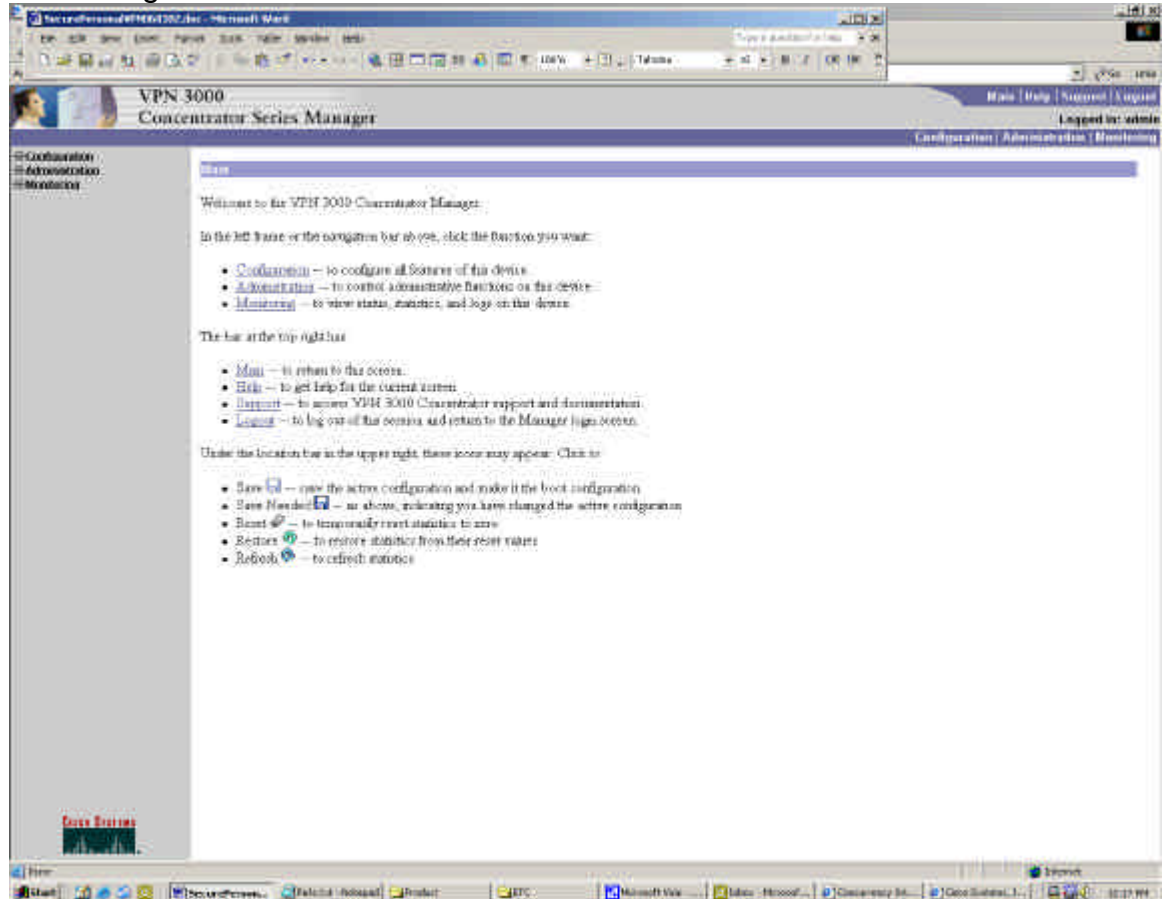 - Microsoft Word
100%
Tahoma
VPN 3000
Concentrator Series Manager
Main | Help | Support | Logout
Logged in: admin
Configuration | Administration | Monitoring
Configuration
Administration
Monitoring
Main
Welcome to the VPN 3000 Concentrator Manager.
In the left frame or the navigation bar above, click the function you want:
Configuration -- to configure all features of this device.
Administration -- to control administrative functions on this device.
Monitoring -- to view status, statistics, and logs on this device.
The bar at the top right has:
Main -- to return to this screen.
Help -- to get help for the current screen.
Support -- to access VPN 3000 Concentrator support and documentation.
Logout -- to log out of this session and return to the Manager login screen.
Under the location bar in the upper right, these icons may appear. Click to:
Save -- save the active configuration and make it the boot configuration.
Save Needed -- as above, indicating you have changed the active configuration.
Reset -- to temporarily reset statistics to zero.
Restore -- to restore statistics from their reset values.
Refresh -- to refresh statistics.
Cisco Systems
Internet
Start